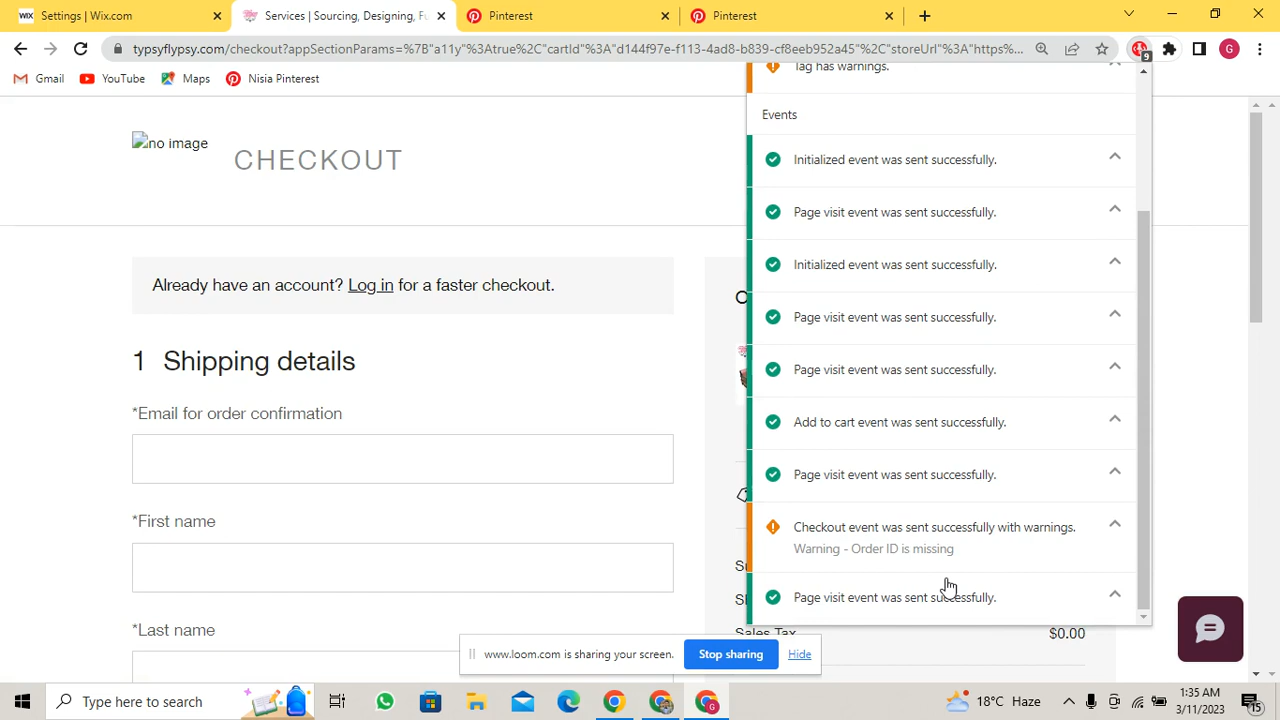 WIX Settings | Wix.com
Services | Sourcing, Designing, Fu
Pinterest
Pinterest
typsyflypsy.com/checkout?appSectionParams=%7B"a11y"%3Atrue%2C"cartId"%3A"d144f97e-f113-4ad8-b839-cf8eeb952a45"%2C"storeUrl"%3A"https%...
9
G
Gmail
YouTube
Maps
Nisia Pinterest
Tag has warnings.
Events
no image
CHECKOUT
Initialized event was sent successfully.
Page visit event was sent successfully.
Initialized event was sent successfully.
Already have an account? Log in for a faster checkout.
Page visit event was sent successfully.
1 Shipping details
Page visit event was sent successfully.
*Email for order confirmation
Add to cart event was sent successfully.
Page visit event was sent successfully.
*First name
Checkout event was sent successfully with warnings.
Warning - Order ID is missing
Page visit event was sent successfully.
*Last name
Sales Tax
$0.00
www.loom.com is sharing your screen.
Stop sharing
Hide
Type here to search
18°C Haze
1:35 AM
3/11/2023
15